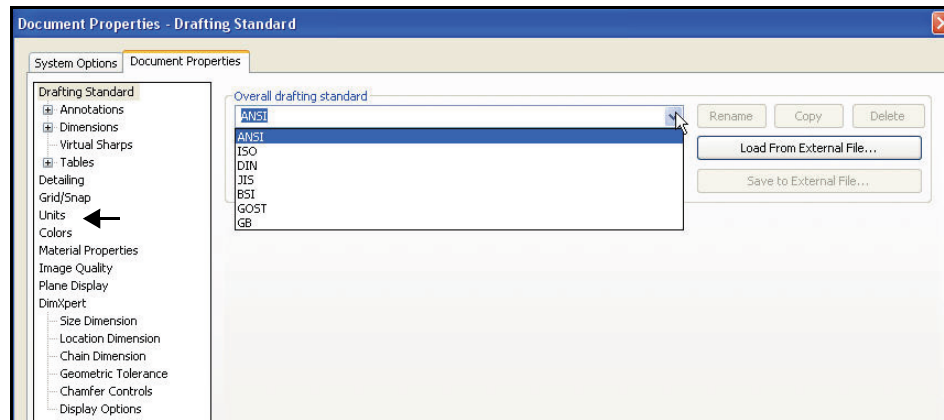 Document Properties - Drafting Standard
System Options
Document Properties
Drafting Standard
Annotations
Dimensions
Virtual Sharps
Tables
Detailing
Grid/Snap
Units
Colors
Material Properties
Image Quality
Plane Display
DimXpert
Size Dimension
Location Dimension
Chain Dimension
Geometric Tolerance
Chamfer Controls
Display Options
Overall drafting standard
ANSI
ANSI
ISO
DIN
JIS
BSI
GOST
GB
Rename
Copy
Delete
Load From External File...
Save to External File...